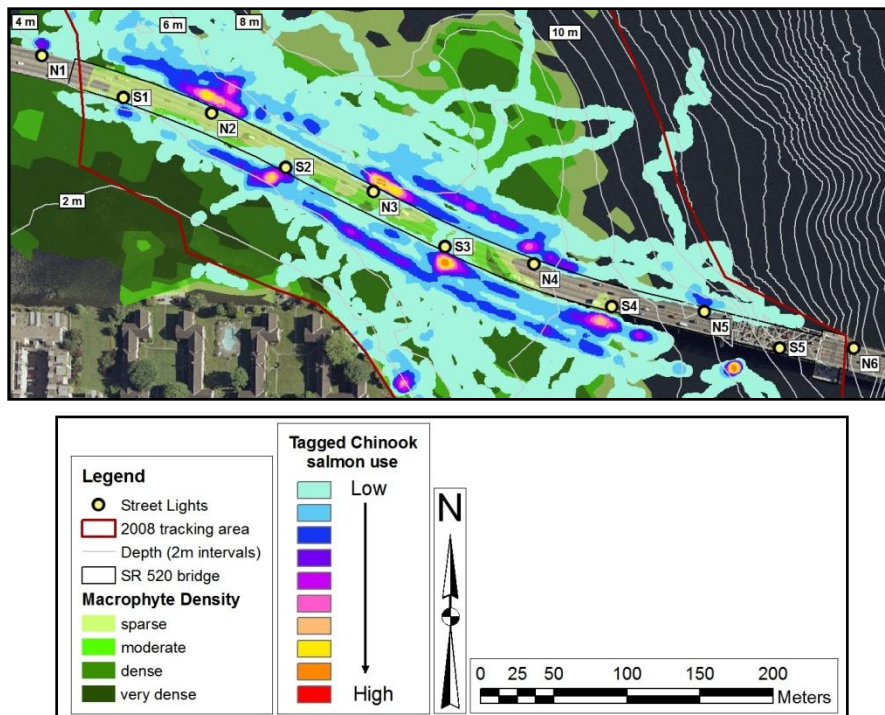 4 m
6 m
8 m
10 m
N1
S1
N2
2 m
S2
N3
S3
N4
S4
N5
S5
N6
Legend
Street Lights
2008 tracking area
Depth (2m intervals)
SR 520 bridge
Macrophyte Density
sparse
moderate
dense
very dense
Tagged Chinook
salmon use
Low
High
N
0 25 50 100 150 200
Meters